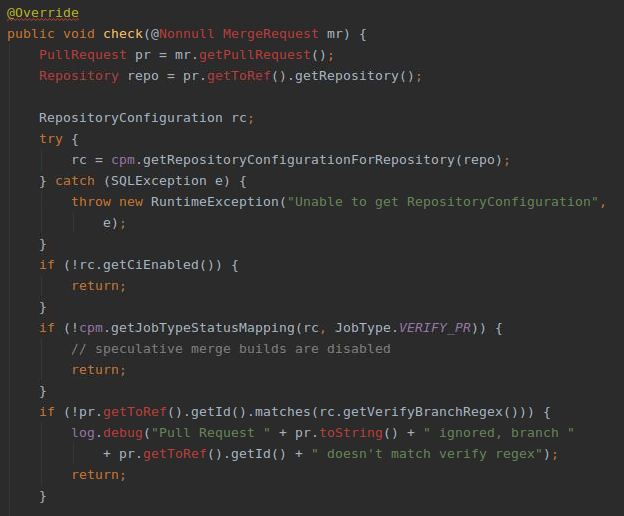 @Override
public void check(@Nonnull MergeRequest mr) {
    PullRequest pr = mr.getPullRequest();
    Repository repo = pr.getToRef().getRepository();

    RepositoryConfiguration rc;
    try {
        rc = cpm.getRepositoryConfigurationForRepository(repo);
    } catch (SQLException e) {
        throw new RuntimeException("Unable to get RepositoryConfiguration",
            e);
    }
    if (!rc.getCiEnabled()) {
        return;
    }
    if (!cpm.getJobTypeStatusMapping(rc, JobType.VERIFY_PR)) {
        // speculative merge builds are disabled
        return;
    }
    if (!pr.getToRef().getId().matches(rc.getVerifyBranchRegex())) {
        log.debug("Pull Request " + pr.toString() + " ignored, branch "
            + pr.getToRef().getId() + " doesn't match verify regex");
        return;
    }